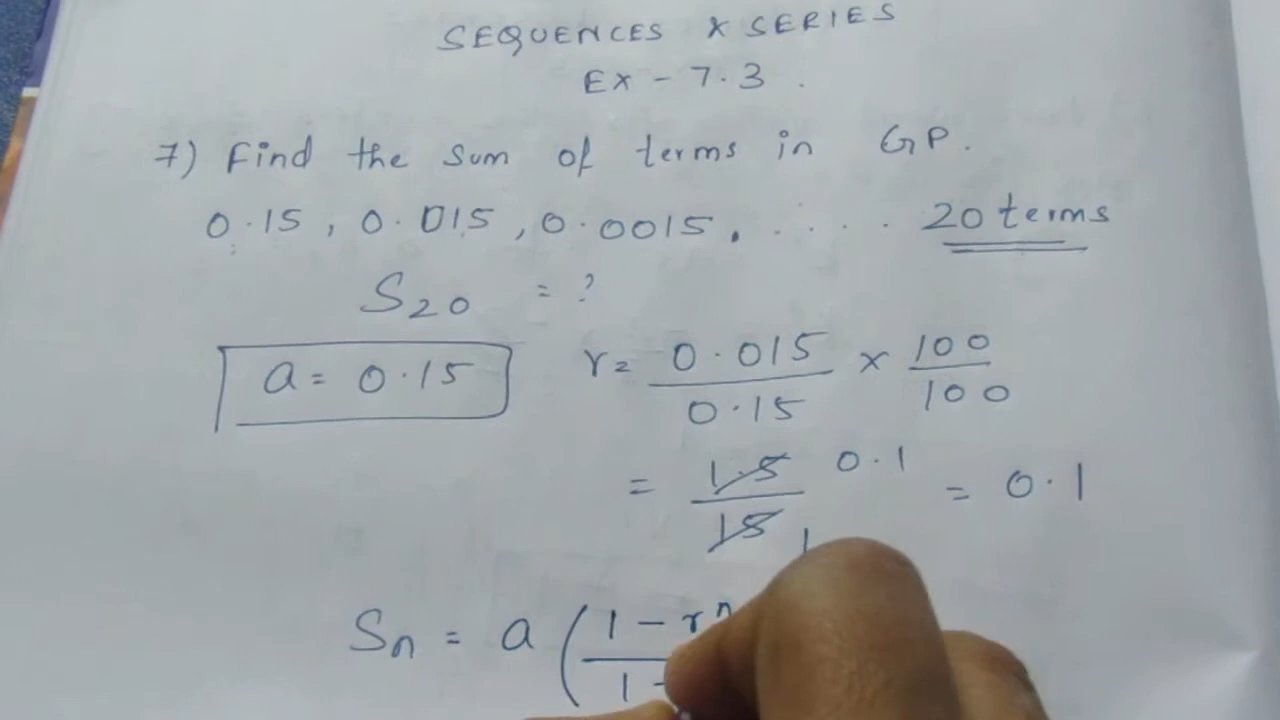 SEQUENCES & SERIES
EX - 7.3.
7) Find the sum of terms in GP.
0.15, 0.015, 0.0015, ..... 20 terms
S20 = ?
a = 0.15
r = 0.015/0.15 × 100/100
= 1.5/15 0.1 1 = 0.1
Sn = a ( 1 - r^n / 1 -